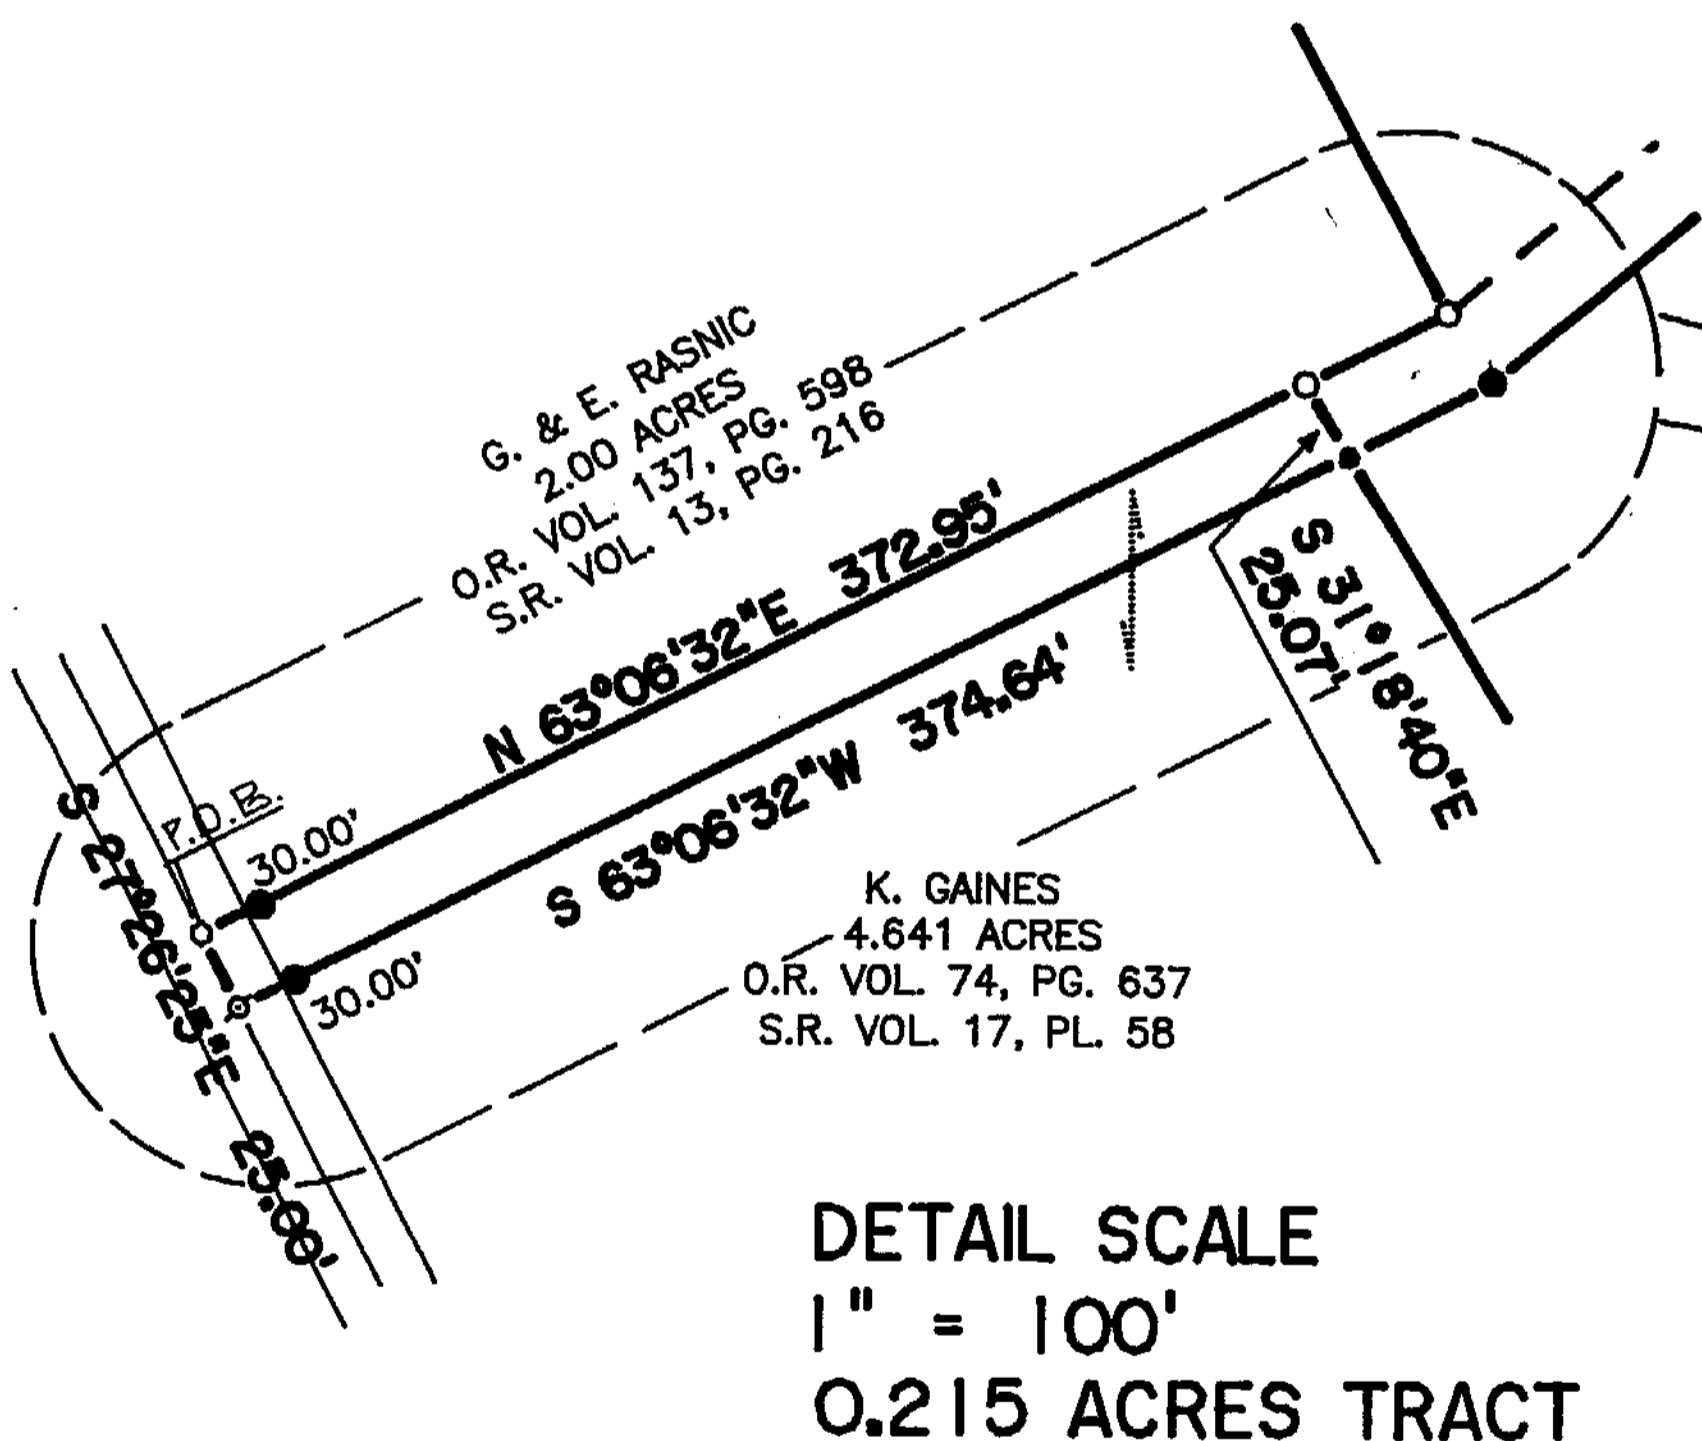 G. & E. RASNIC
2.00 ACRES
O.R. VOL. 137, PG. 598
S.R. VOL. 13, PG. 216
N 63°06'32"E 372.95'
S 63°06'32"W 374.64'
S 31°18'40"E
25.07'
P.O.B.
30.00'
30.00'
S 27°26'25"E 25.00'
K. GAINES
4.641 ACRES
O.R. VOL. 74, PG. 637
S.R. VOL. 17, PL. 58
DETAIL SCALE
1" = 100'
0.215 ACRES TRACT